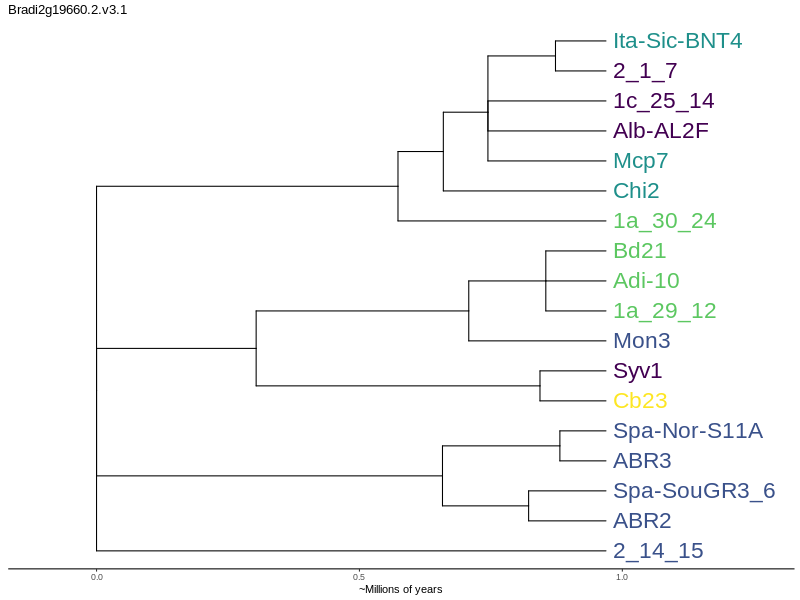 Bradi2g19660.2.v3.1
Ita-Sic-BNT4
2_1_7
1c_25_14
Alb-AL2F
Mcp7
Chi2
1a_30_24
Bd21
Adi-10
1a_29_12
Mon3
Syv1
Cb23
Spa-Nor-S11A
ABR3
Spa-SouGR3_6
ABR2
2_14_15
0.0 0.5 1.0
~Millions of years